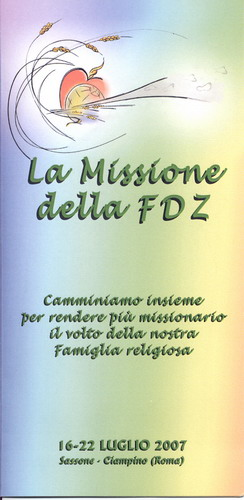 La Missione
della FDZ
Camminiamo insieme
per rendere più missionario
il volto della nostra
Famiglia religiosa
16-22 LUGLIO 2007
Sassone - Ciampino (Roma)